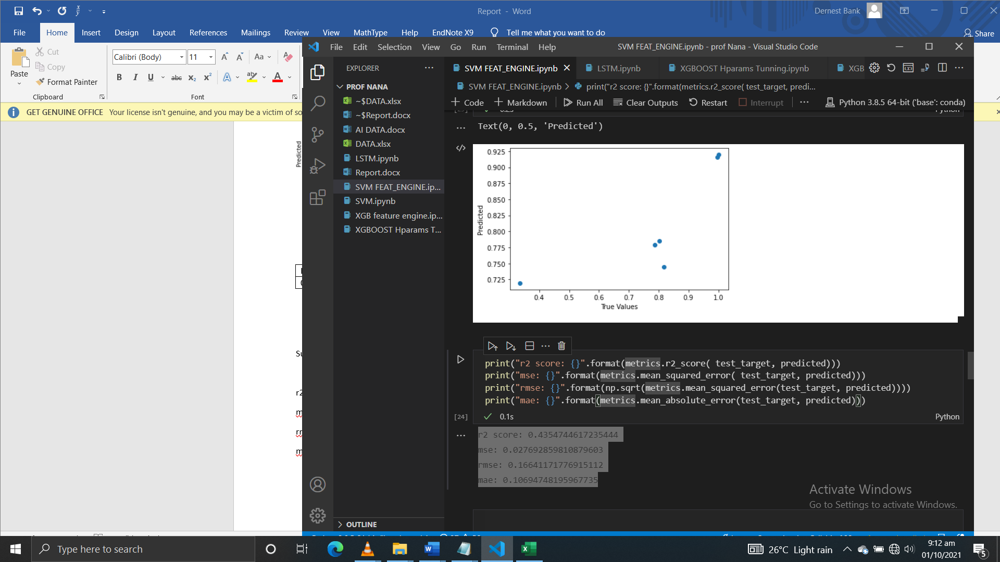 Report - Word
Dernest Bank
File Home Insert Design Layout References Mailings Review View MathType Help EndNote X9 Tell me what you want to do
Share
Cut
Copy
Format Painter
Paste
Clipboard
Calibri (Body) 11
Aa
B I U abc x₂ x² A ab A
Font
GET GENUINE OFFICE Your license isn't genuine, and you may be a victim of so
Predicted
Su
r2
m
rr
m
File Edit Selection View Go Run Terminal Help
SVM FEAT_ENGINE.ipynb - prof Nana - Visual Studio Code
EXPLORER
PROF NANA
~$DATA.xlsx
~$Report.docx
AI DATA.docx
DATA.xlsx
LSTM.ipynb
Report.docx
SVM FEAT_ENGINE.ip...
SVM.ipynb
XGB feature engine.ip...
XGBOOST Hparams T...
OUTLINE
SVM FEAT_ENGINE.ipynb LSTM.ipynb XGBOOST Hparams Tunning.ipynb XGB
SVM FEAT_ENGINE.ipynb > print("r2 score: {}".format(metrics.r2_score( test_target, predi...
+ Code + Markdown Run All Clear Outputs Restart Interrupt ... Python 3.8.5 64-bit ('base': conda)
Text(0, 0.5, 'Predicted')
0.925
0.900
0.875
0.850
0.825
0.800
0.775
0.750
0.725
Predicted
0.4 0.5 0.6 0.7 0.8 0.9 1.0
True Values
print("r2 score: {}".format(metrics.r2_score( test_target, predicted)))
print("mse: {}".format(metrics.mean_squared_error( test_target, predicted)))
print("rmse: {}".format(np.sqrt(metrics.mean_squared_error(test_target, predicted))))
print("mae: {}".format(metrics.mean_absolute_error(test_target, predicted)))
[24] 0.1s Python
r2 score: 0.4354744617235444
mse: 0.027692859810879603
rmse: 0.16641171776915112
mae: 0.10694748195967735
Activate Windows
Go to Settings to activate Windows.
Type here to search
26°C Light rain
9:12 am
01/10/2021
5